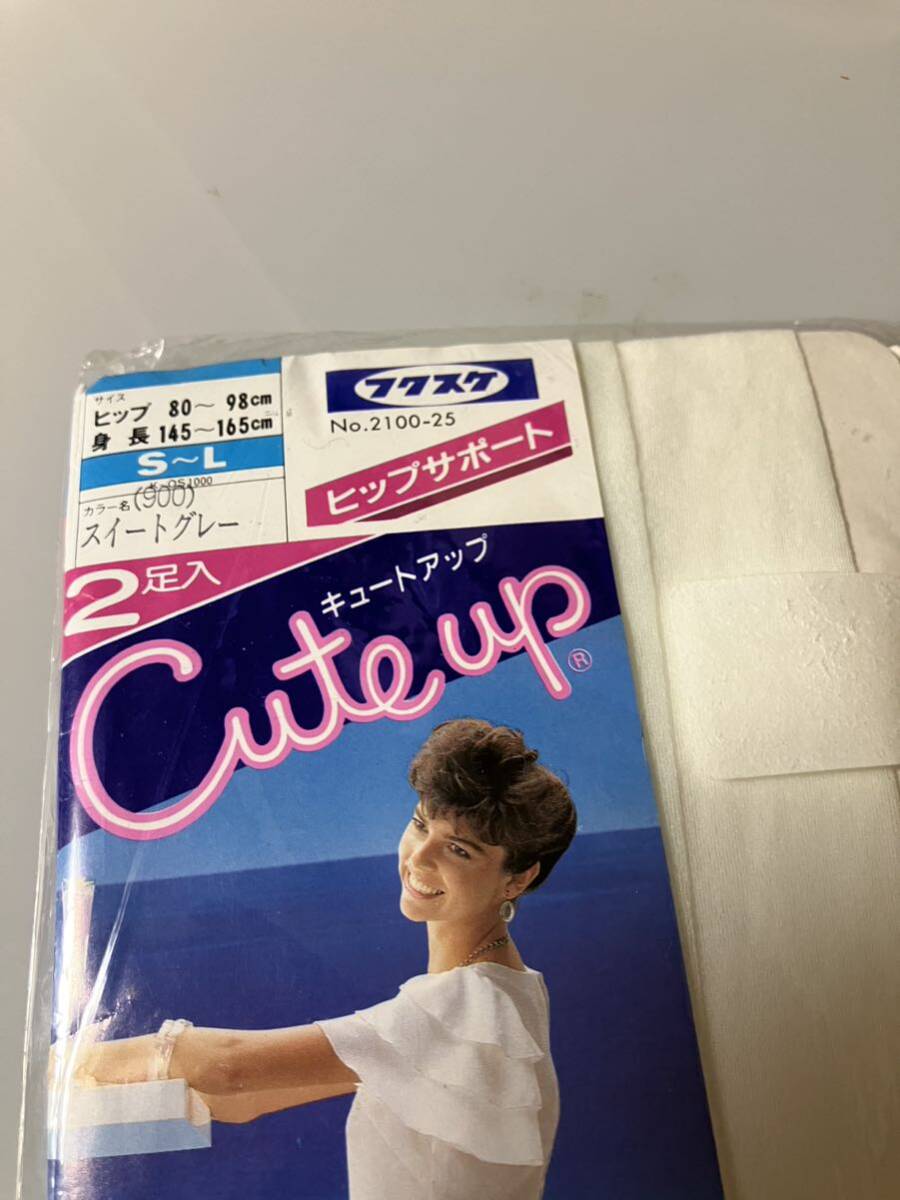 サイズ
ヒップ 80～98cm
身長 145～165cm
S～L
K-OS1000
カラー名 (900)
スイートグレー
フクスケ
No.2100-25
ヒップサポート
2足入
キュートアップ
Cute up®